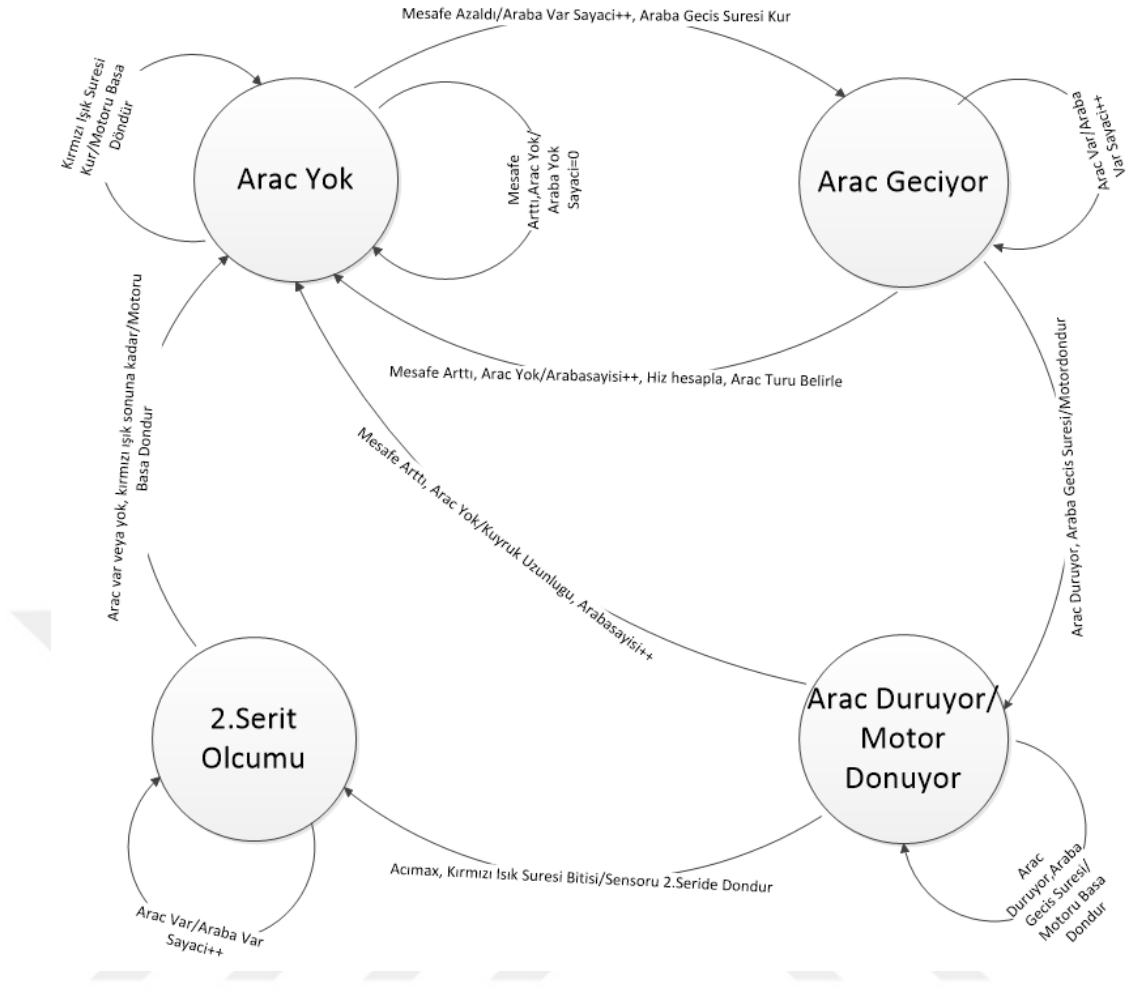 Mesafe Azaldı/Araba Var Sayaci++, Araba Gecis Suresi Kur
Kırmızı Işık Suresi
Kur/Motoru Basa
Döndür
Arac Yok
Mesafe
Arttı,Arac Yok/
Araba Yok
Sayaci=0
Arac Geciyor
Arac Var/Araba
Var Sayaci++
Mesafe Arttı, Arac Yok/Arabasayisi++, Hiz hesapla, Arac Turu Belirle
Arac Duruyor, Araba Gecis Suresi/Motordondur
Mesafe Arttı, Arac Yok/Kuyruk Uzunlugu, Arabasayisi++
Arac var veya yok, kırmızı ışik sonuna kadar/Motoru
Basa Dondur
2.Serit
Olcumu
Arac Duruyor/
Motor
Donuyor
Acımax, Kırmızı Isık Suresi Bitisi/Sensoru 2.Seride Dondur
Arac Var/Araba Var
Sayaci++
Arac
Duruyor,Araba
Gecis Suresi/
Motoru Basa
Dondur